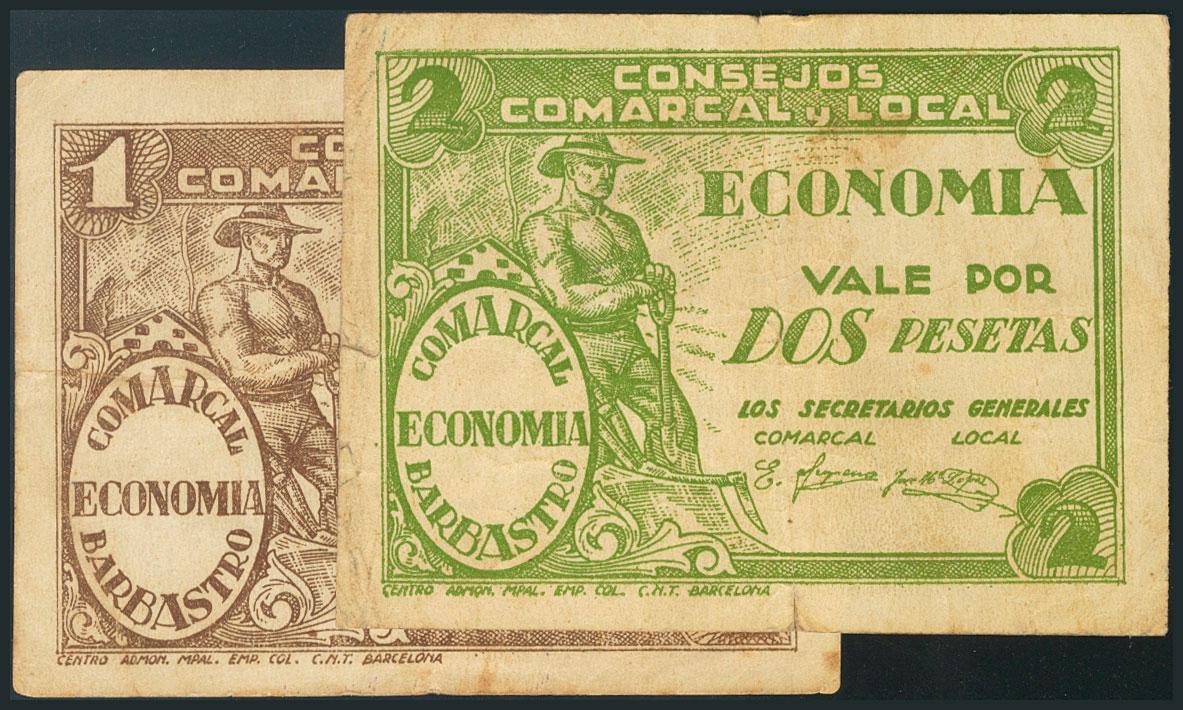 1
CO
COMA
COMARCAL
ECONOMIA
BARBASTRO
CENTRO ADMON. MPAL. EMP. COL. C.N.T. BARCELONA
2 2
CONSEJOS
COMARCAL y LOCAL
ECONOMIA
VALE POR
DOS PESETAS
LOS SECRETARIOS GENERALES
COMARCAL LOCAL
COMARCAL
ECONOMIA
BARBASTRO
2
CENTRO ADMON. MPAL. EMP. COL. C.N.T. BARCELONA